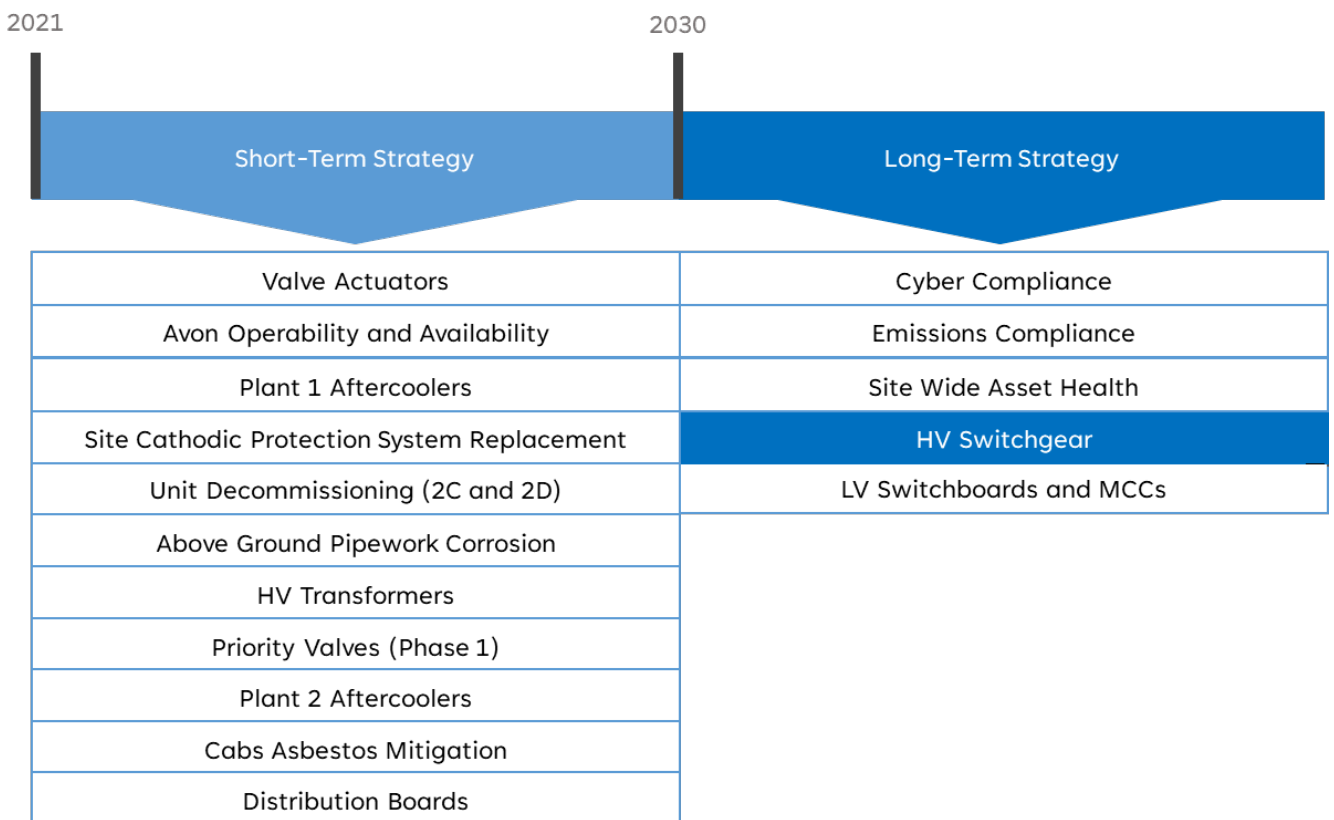 2021
2030
Short-Term Strategy
Long-Term Strategy
Valve Actuators
Cyber Compliance
Avon Operability and Availability
Emissions Compliance
Plant 1 Aftercoolers
Site Wide Asset Health
Site Cathodic Protection System Replacement
HV Switchgear
Unit Decommissioning (2C and 2D)
LV Switchboards and MCCs
Above Ground Pipework Corrosion
HV Transformers
Priority Valves (Phase 1)
Plant 2 Aftercoolers
Cabs Asbestos Mitigation
Distribution Boards